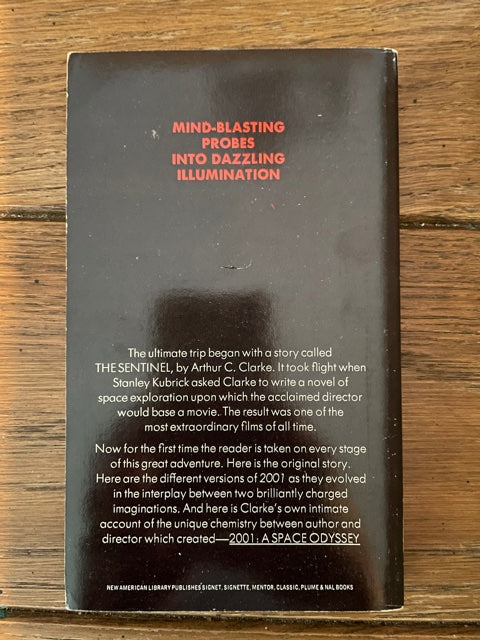 MIND-BLASTING
PROBES
INTO DAZZLING
ILLUMINATION
The ultimate trip began with a story called
THE SENTINEL, by Arthur C. Clarke. It took flight when
Stanley Kubrick asked Clarke to write a novel of
space exploration upon which the acclaimed director
would base a movie. The result was one of the
most extraordinary films of all time.
Now for the first time the reader is taken on every stage
of this great adventure. Here is the original story.
Here are the different versions of 2001 as they evolved
in the interplay between two brilliantly charged
imaginations. And here is Clarke's own intimate
account of the unique chemistry between author and
director which created—2001: A SPACE ODYSSEY
NEW AMERICAN LIBRARY PUBLISHES SIGNET, SIGNETTE, MENTOR, CLASSIC, PLUME & NAL BOOKS